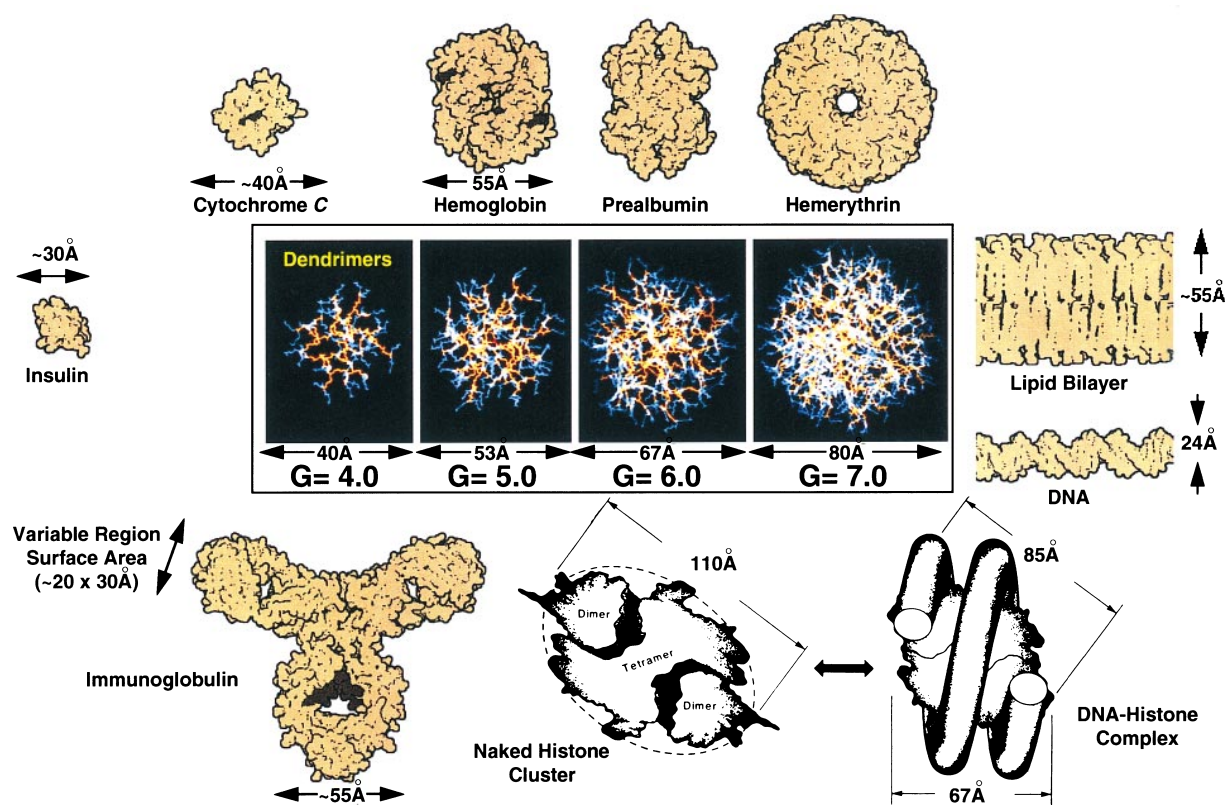 ~40Å
Cytochrome C
55Å
Hemoglobin
Prealbumin
Hemerythrin
~30Å
Insulin
Dendrimers
40Å
G= 4.0
53Å
G= 5.0
67Å
G= 6.0
80Å
G= 7.0
~55Å
Lipid Bilayer
24Å
DNA
Variable Region
Surface Area
(~20 x 30Å)
Immunoglobulin
~55Å
110Å
Dimer
Tetramer
Dimer
Naked Histone
Cluster
85Å
DNA-Histone
Complex
67Å